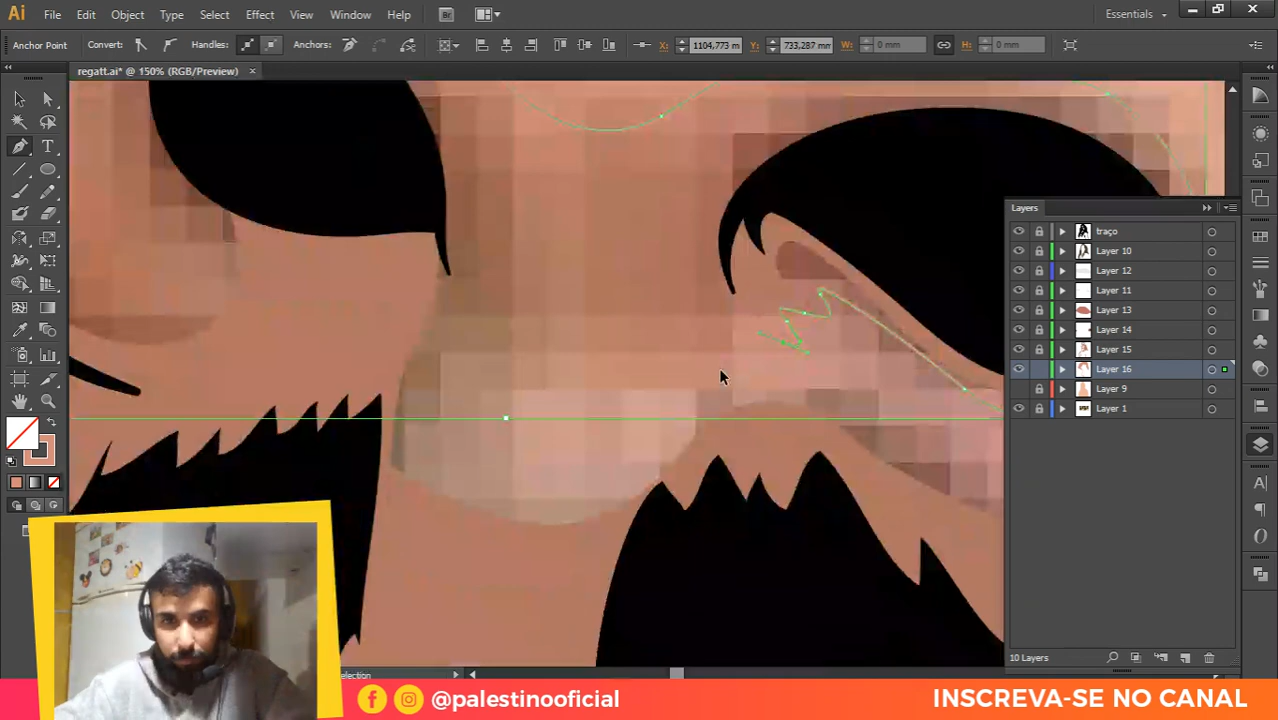 Ai File Edit Object Type Select Effect View Window Help Br Essentials
Anchor Point Convert: Handles: Anchors: X: 1104,773 m Y: 733,287 mm W: 0 mm H: 0 mm
regatt.ai* @ 150% (RGB/Preview)
Layers
traço
Layer 10
Layer 12
Layer 11
Layer 13
Layer 14
Layer 15
Layer 16
Layer 9
Layer 1
10 Layers
@palestinooficial INSCREVA-SE NO CANAL